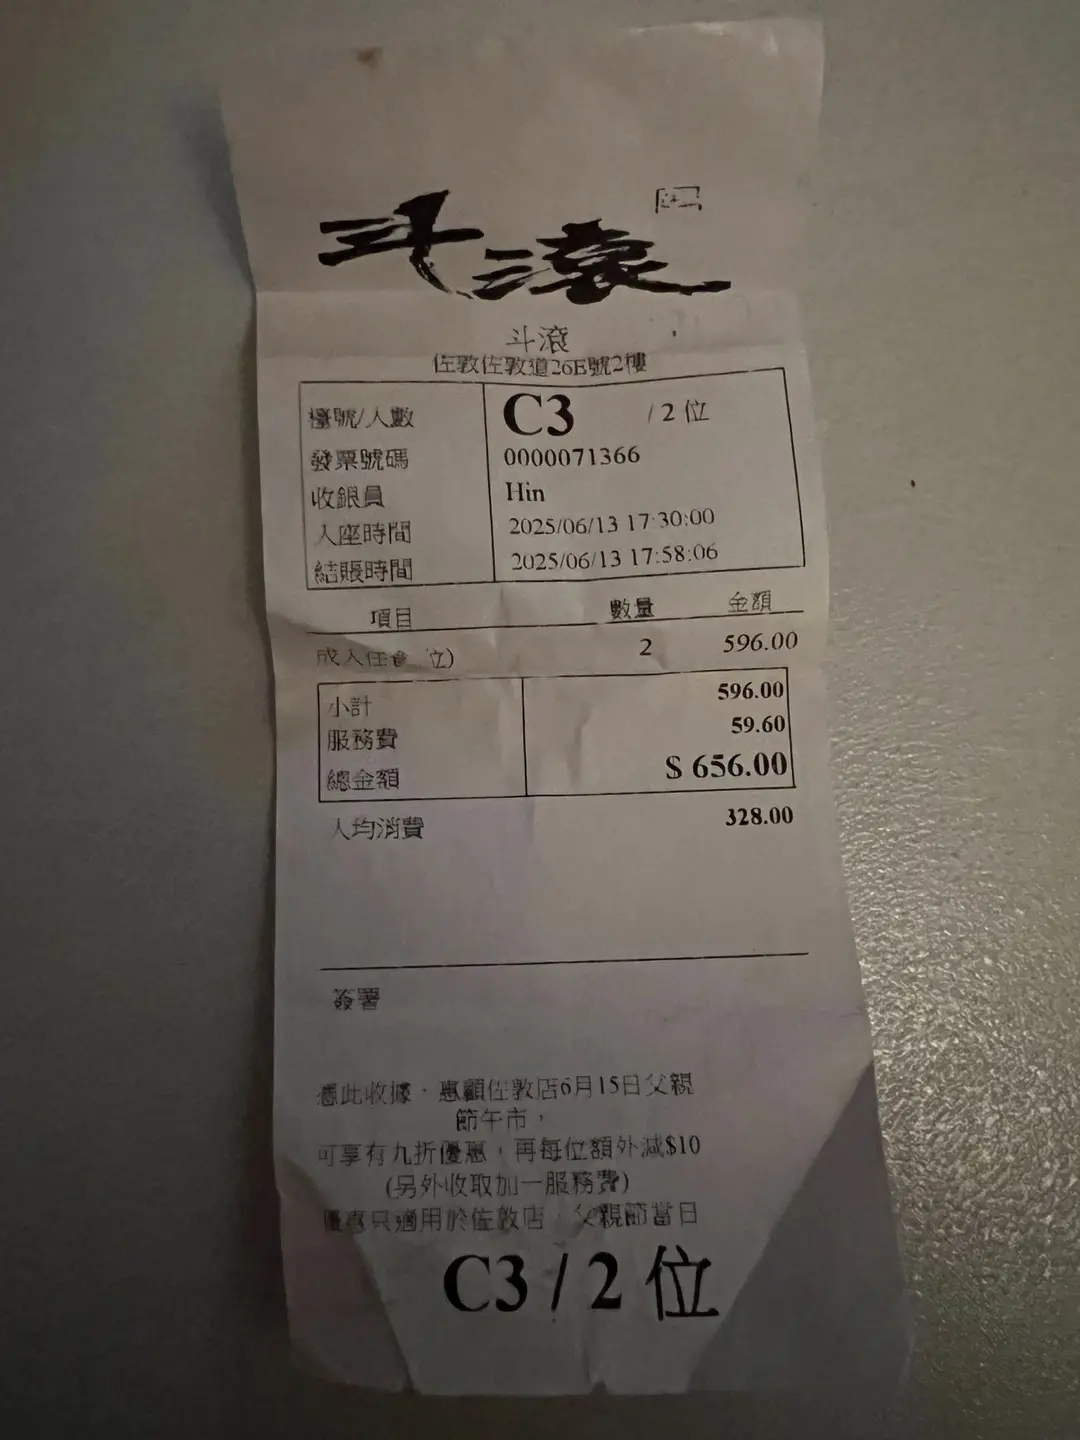 斗滾
斗滾
佐敦佐敦道26E號2樓
檯號/人數 C3 / 2 位
發票號碼 0000071366
收銀員 Hin
入座時間 2025/06/13 17:30:00
結賬時間 2025/06/13 17:58:06
項目 數量 金額
成人任食 位) 2 596.00
小計 596.00
服務費 59.60
總金額 $ 656.00
人均消費 328.00
簽署
憑此收據，惠顧佐敦店6月15日父親
節午市，
可享有九折優惠，再每位額外減$10
(另外收取加一服務費)
優惠只適用於佐敦店，父親節當日
C3 / 2 位